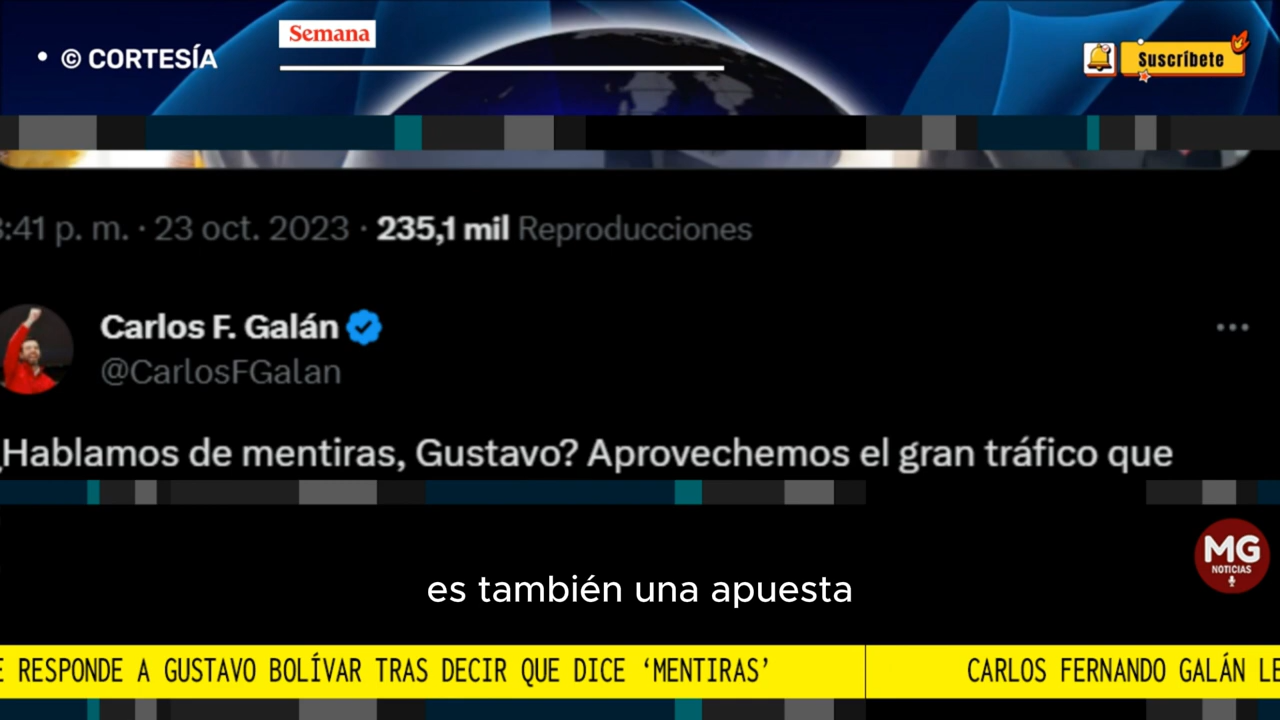 • © CORTESÍA
Semana
Suscríbete
:41 p. m. · 23 oct. 2023 · 235,1 mil Reproducciones
Carlos F. Galán
@CarlosFGalan
¿Hablamos de mentiras, Gustavo? Aprovechemos el gran tráfico que
MG
NOTICIAS
es también una apuesta
E RESPONDE A GUSTAVO BOLÍVAR TRAS DECIR QUE DICE ‘MENTIRAS’
CARLOS FERNANDO GALÁN LE